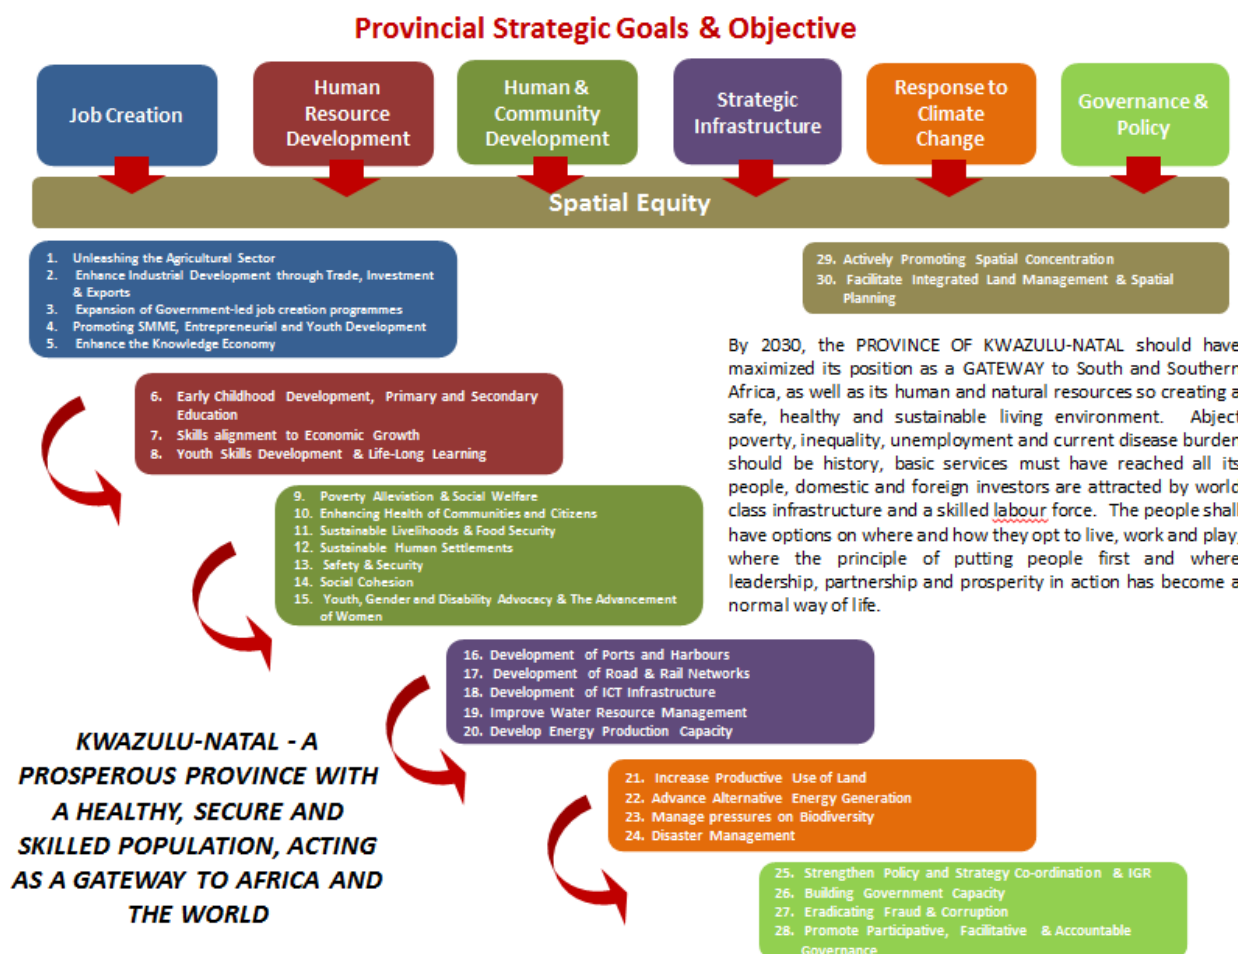 Provincial Strategic Goals & Objective
Job Creation
Human
Resource
Development
Human &
Community
Development
Strategic
Infrastructure
Response to
Climate
Change
Governance &
Policy
Spatial Equity
1. Unleashing the Agricultural Sector
2. Enhance Industrial Development through Trade, Investment
& Exports
3. Expansion of Government-led job creation programmes
4. Promoting SMME, Entrepreneurial and Youth Development
5. Enhance the Knowledge Economy
29. Actively Promoting Spatial Concentration
30. Facilitate Integrated Land Management & Spatial
Planning
6. Early Childhood Development, Primary and Secondary
Education
7. Skills alignment to Economic Growth
8. Youth Skills Development & Life-Long Learning
9. Poverty Alleviation & Social Welfare
10. Enhancing Health of Communities and Citizens
11. Sustainable Livelihoods & Food Security
12. Sustainable Human Settlements
13. Safety & Security
14. Social Cohesion
15. Youth, Gender and Disability Advocacy & The Advancement
of Women
By 2030, the PROVINCE OF KWAZULU-NATAL should have
maximized its position as a GATEWAY to South and Southern
Africa, as well as its human and natural resources so creating a
safe, healthy and sustainable living environment. Abject
poverty, inequality, unemployment and current disease burden
should be history, basic services must have reached all its
people, domestic and foreign investors are attracted by world
class infrastructure and a skilled labour force. The people shall
have options on where and how they opt to live, work and play,
where the principle of putting people first and where
leadership, partnership and prosperity in action has become a
normal way of life.
16. Development of Ports and Harbours
17. Development of Road & Rail Networks
18. Development of ICT Infrastructure
19. Improve Water Resource Management
20. Develop Energy Production Capacity
21. Increase Productive Use of Land
22. Advance Alternative Energy Generation
23. Manage pressures on Biodiversity
24. Disaster Management
25. Strengthen Policy and Strategy Co-ordination & IGR
26. Building Government Capacity
27. Eradicating Fraud & Corruption
28. Promote Participative, Facilitative & Accountable
Governance
KWAZULU-NATAL - A
PROSPEROUS PROVINCE WITH
A HEALTHY, SECURE AND
SKILLED POPULATION, ACTING
AS A GATEWAY TO AFRICA AND
THE WORLD